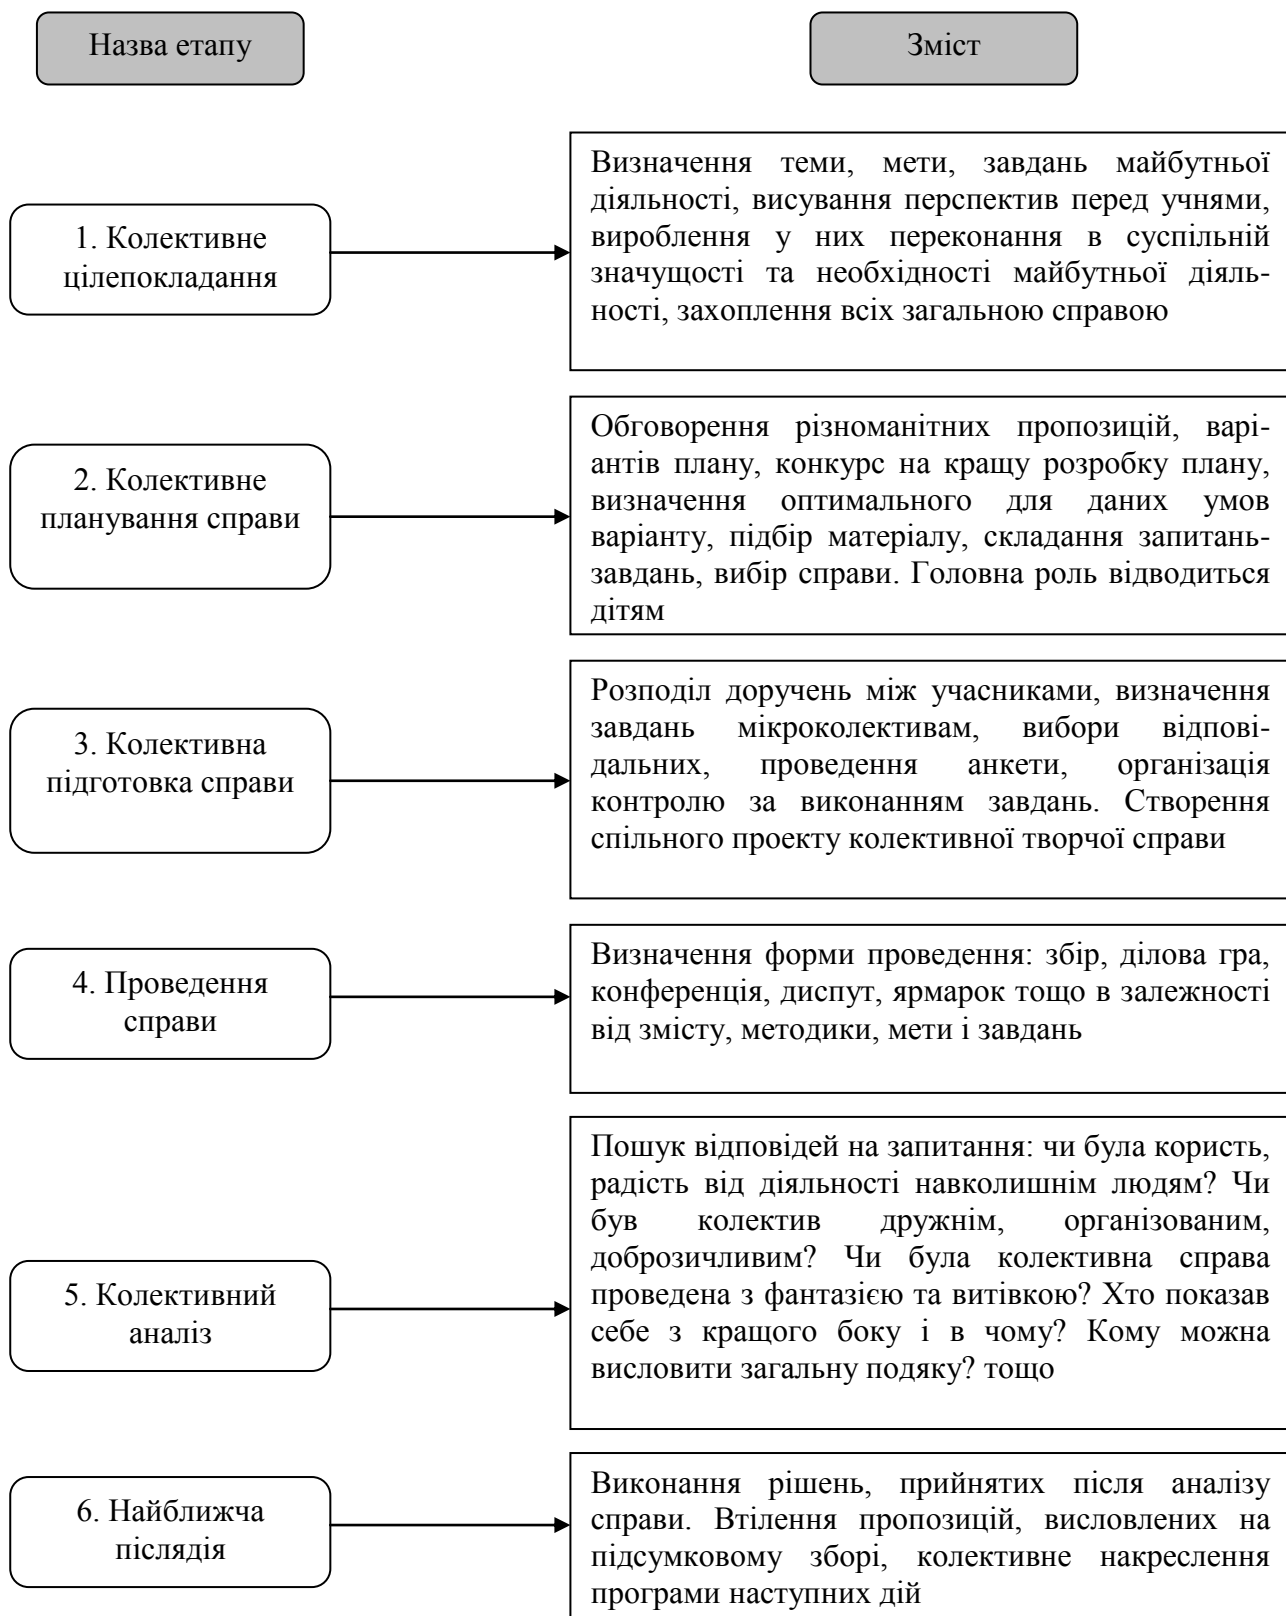 Назва етапу
Зміст
1. Колективне
цілепокладання
Визначення теми, мети, завдань майбутньої
діяльності, висування перспектив перед учнями,
вироблення у них переконання в суспільній
значущості та необхідності майбутньої діяль-
ності, захоплення всіх загальною справою
2. Колективне
планування справи
Обговорення різноманітних пропозицій, варі-
антів плану, конкурс на кращу розробку плану,
визначення оптимального для даних умов
варіанту, підбір матеріалу, складання запитань-
завдань, вибір справи. Головна роль відводиться
дітям
3. Колективна
підготовка справи
Розподіл доручень між учасниками, визначення
завдань мікроколективам, вибори відпові-
дальних, проведення анкети, організація
контролю за виконанням завдань. Створення
спільного проекту колективної творчої справи
4. Проведення
справи
Визначення форми проведення: збір, ділова гра,
конференція, диспут, ярмарок тощо в залежності
від змісту, методики, мети і завдань
5. Колективний
аналіз
Пошук відповідей на запитання: чи була користь,
радість від діяльності навколишнім людям? Чи
був колектив дружнім, організованим,
доброзичливим? Чи була колективна справа
проведена з фантазією та витівкою? Хто показав
себе з кращого боку і в чому? Кому можна
висловити загальну подяку? тощо
6. Найближча
післядія
Виконання рішень, прийнятих після аналізу
справи. Втілення пропозицій, висловлених на
підсумковому зборі, колективне накреслення
програми наступних дій